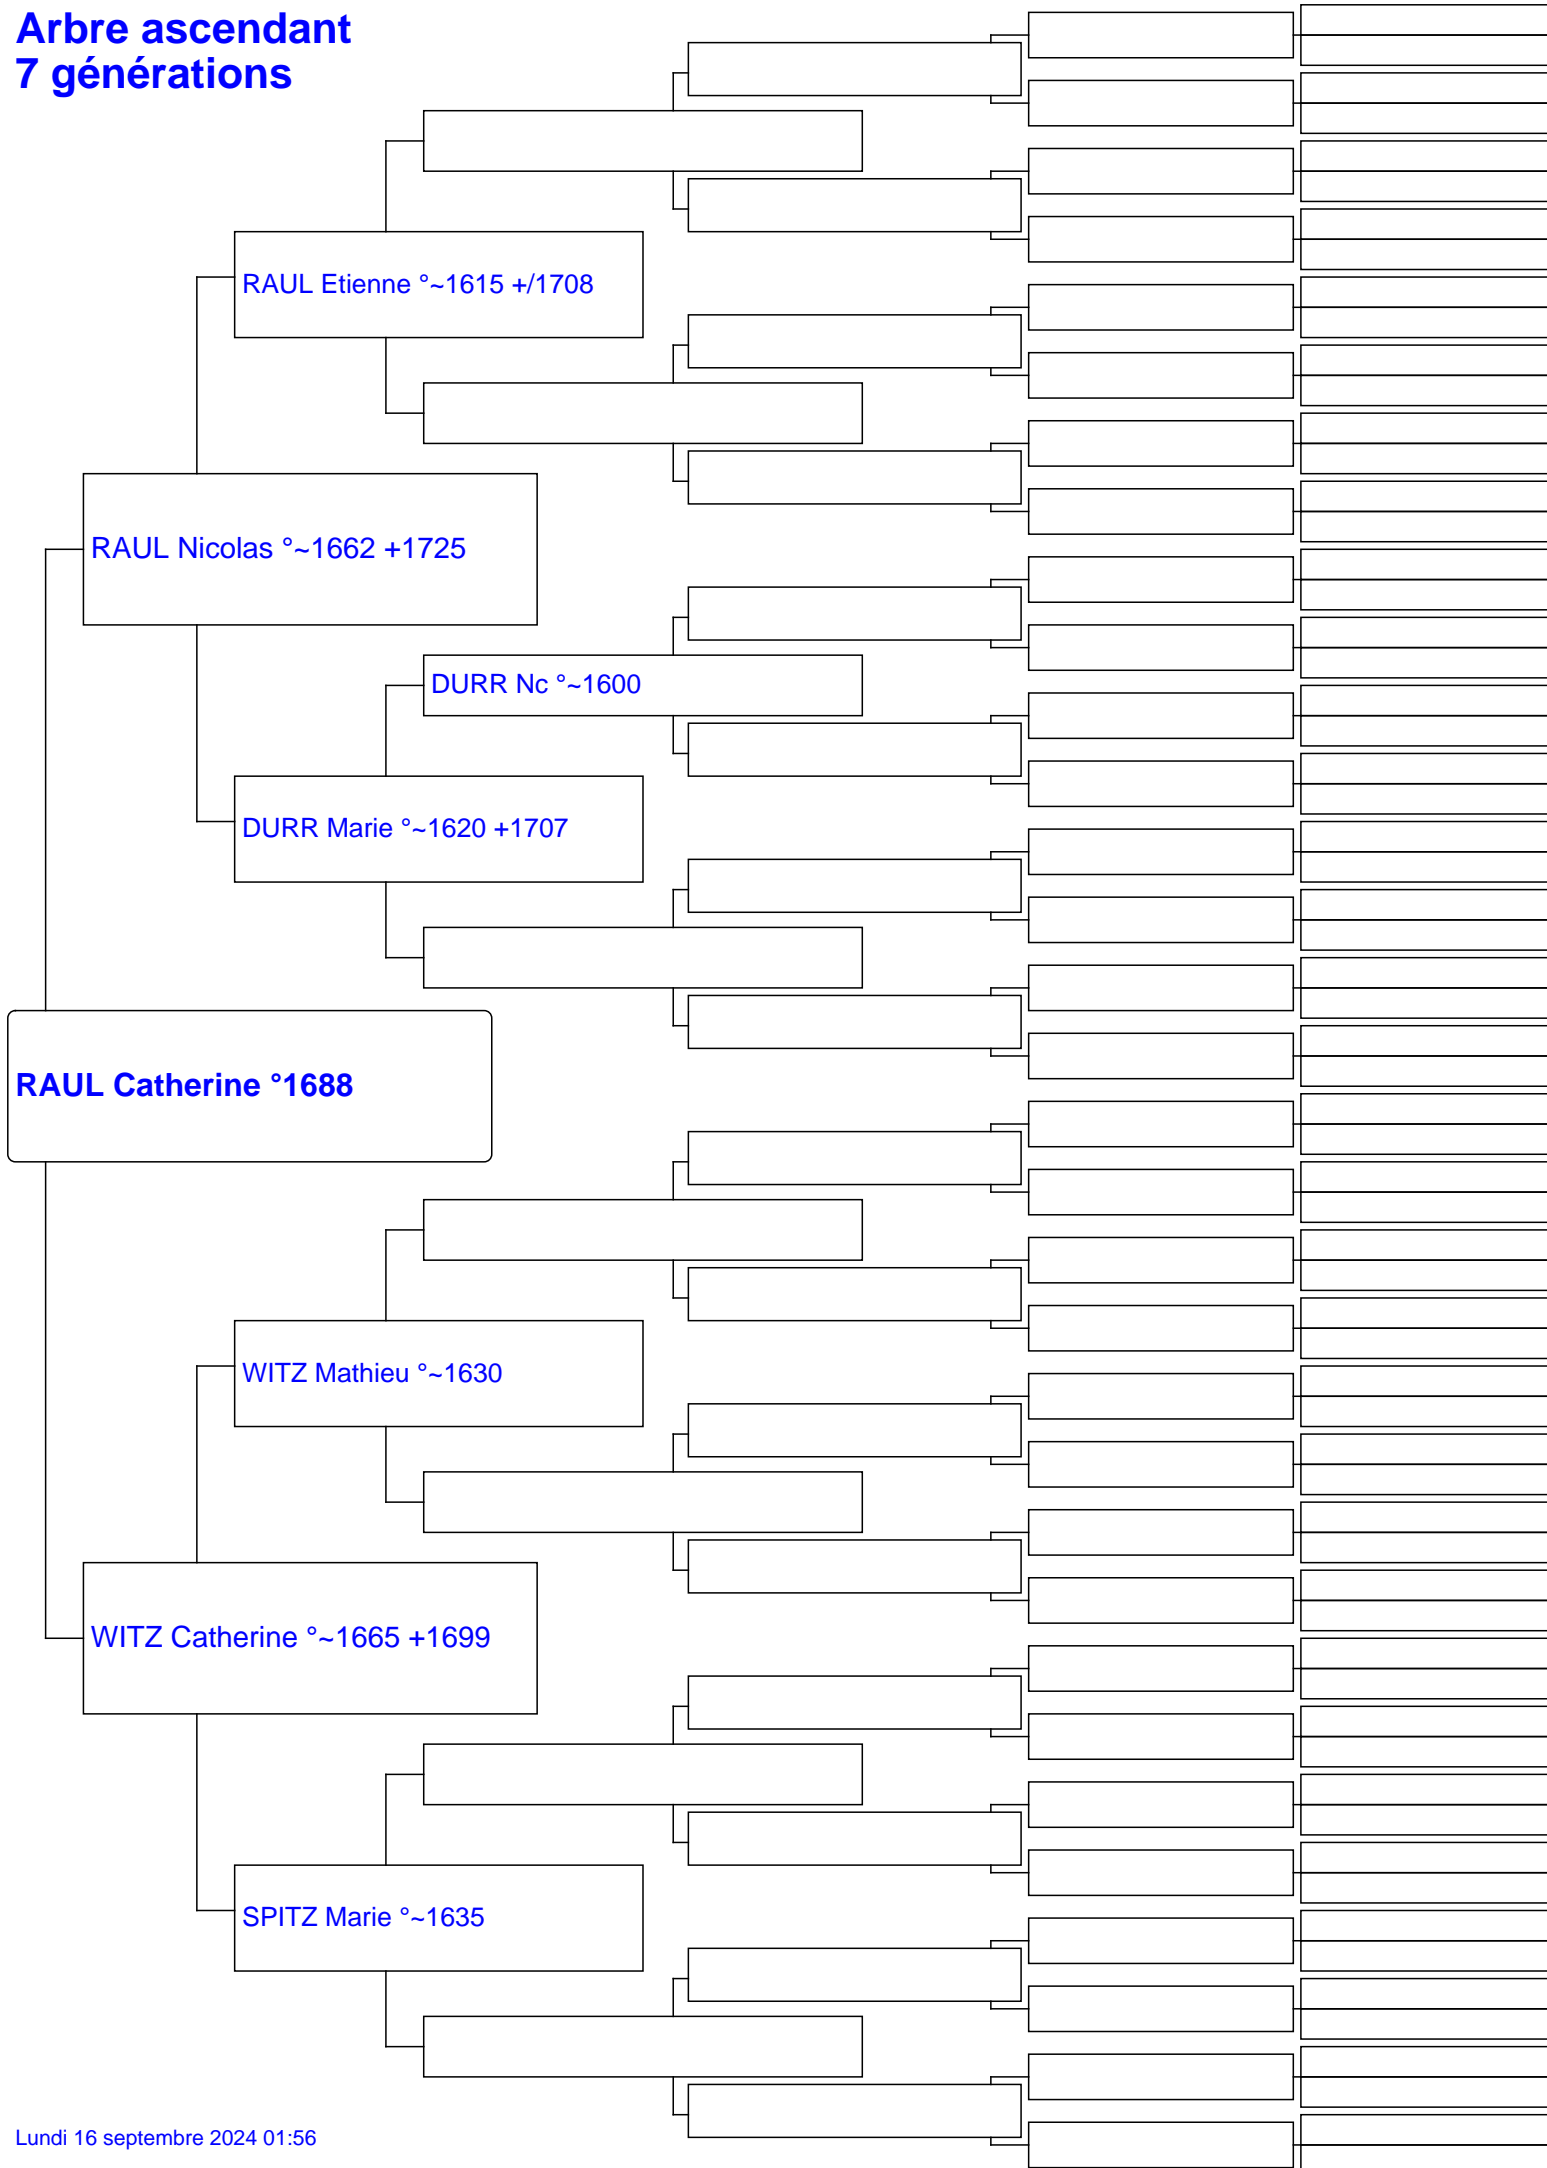 Arbre ascendant
7 générations
RAUL Etienne °~1615 +/1708
RAUL Nicolas °~1662 +1725
DURR Nc °~1600
DURR Marie °~1620 +1707
RAUL Catherine °1688
WITZ Mathieu °~1630
WITZ Catherine °~1665 +1699
SPITZ Marie °~1635
Lundi 16 septembre 2024 01:56